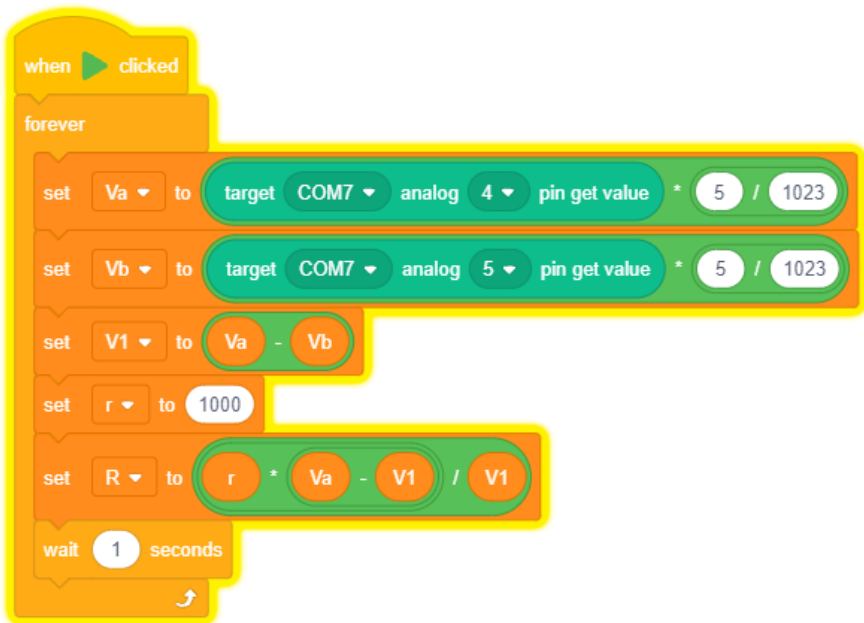 when clicked
forever
set Va to target COM7 analog 4 pin get value * 5 / 1023
set Vb to target COM7 analog 5 pin get value * 5 / 1023
set V1 to Va - Vb
set r to 1000
set R to r * Va - V1 / V1
wait 1 seconds